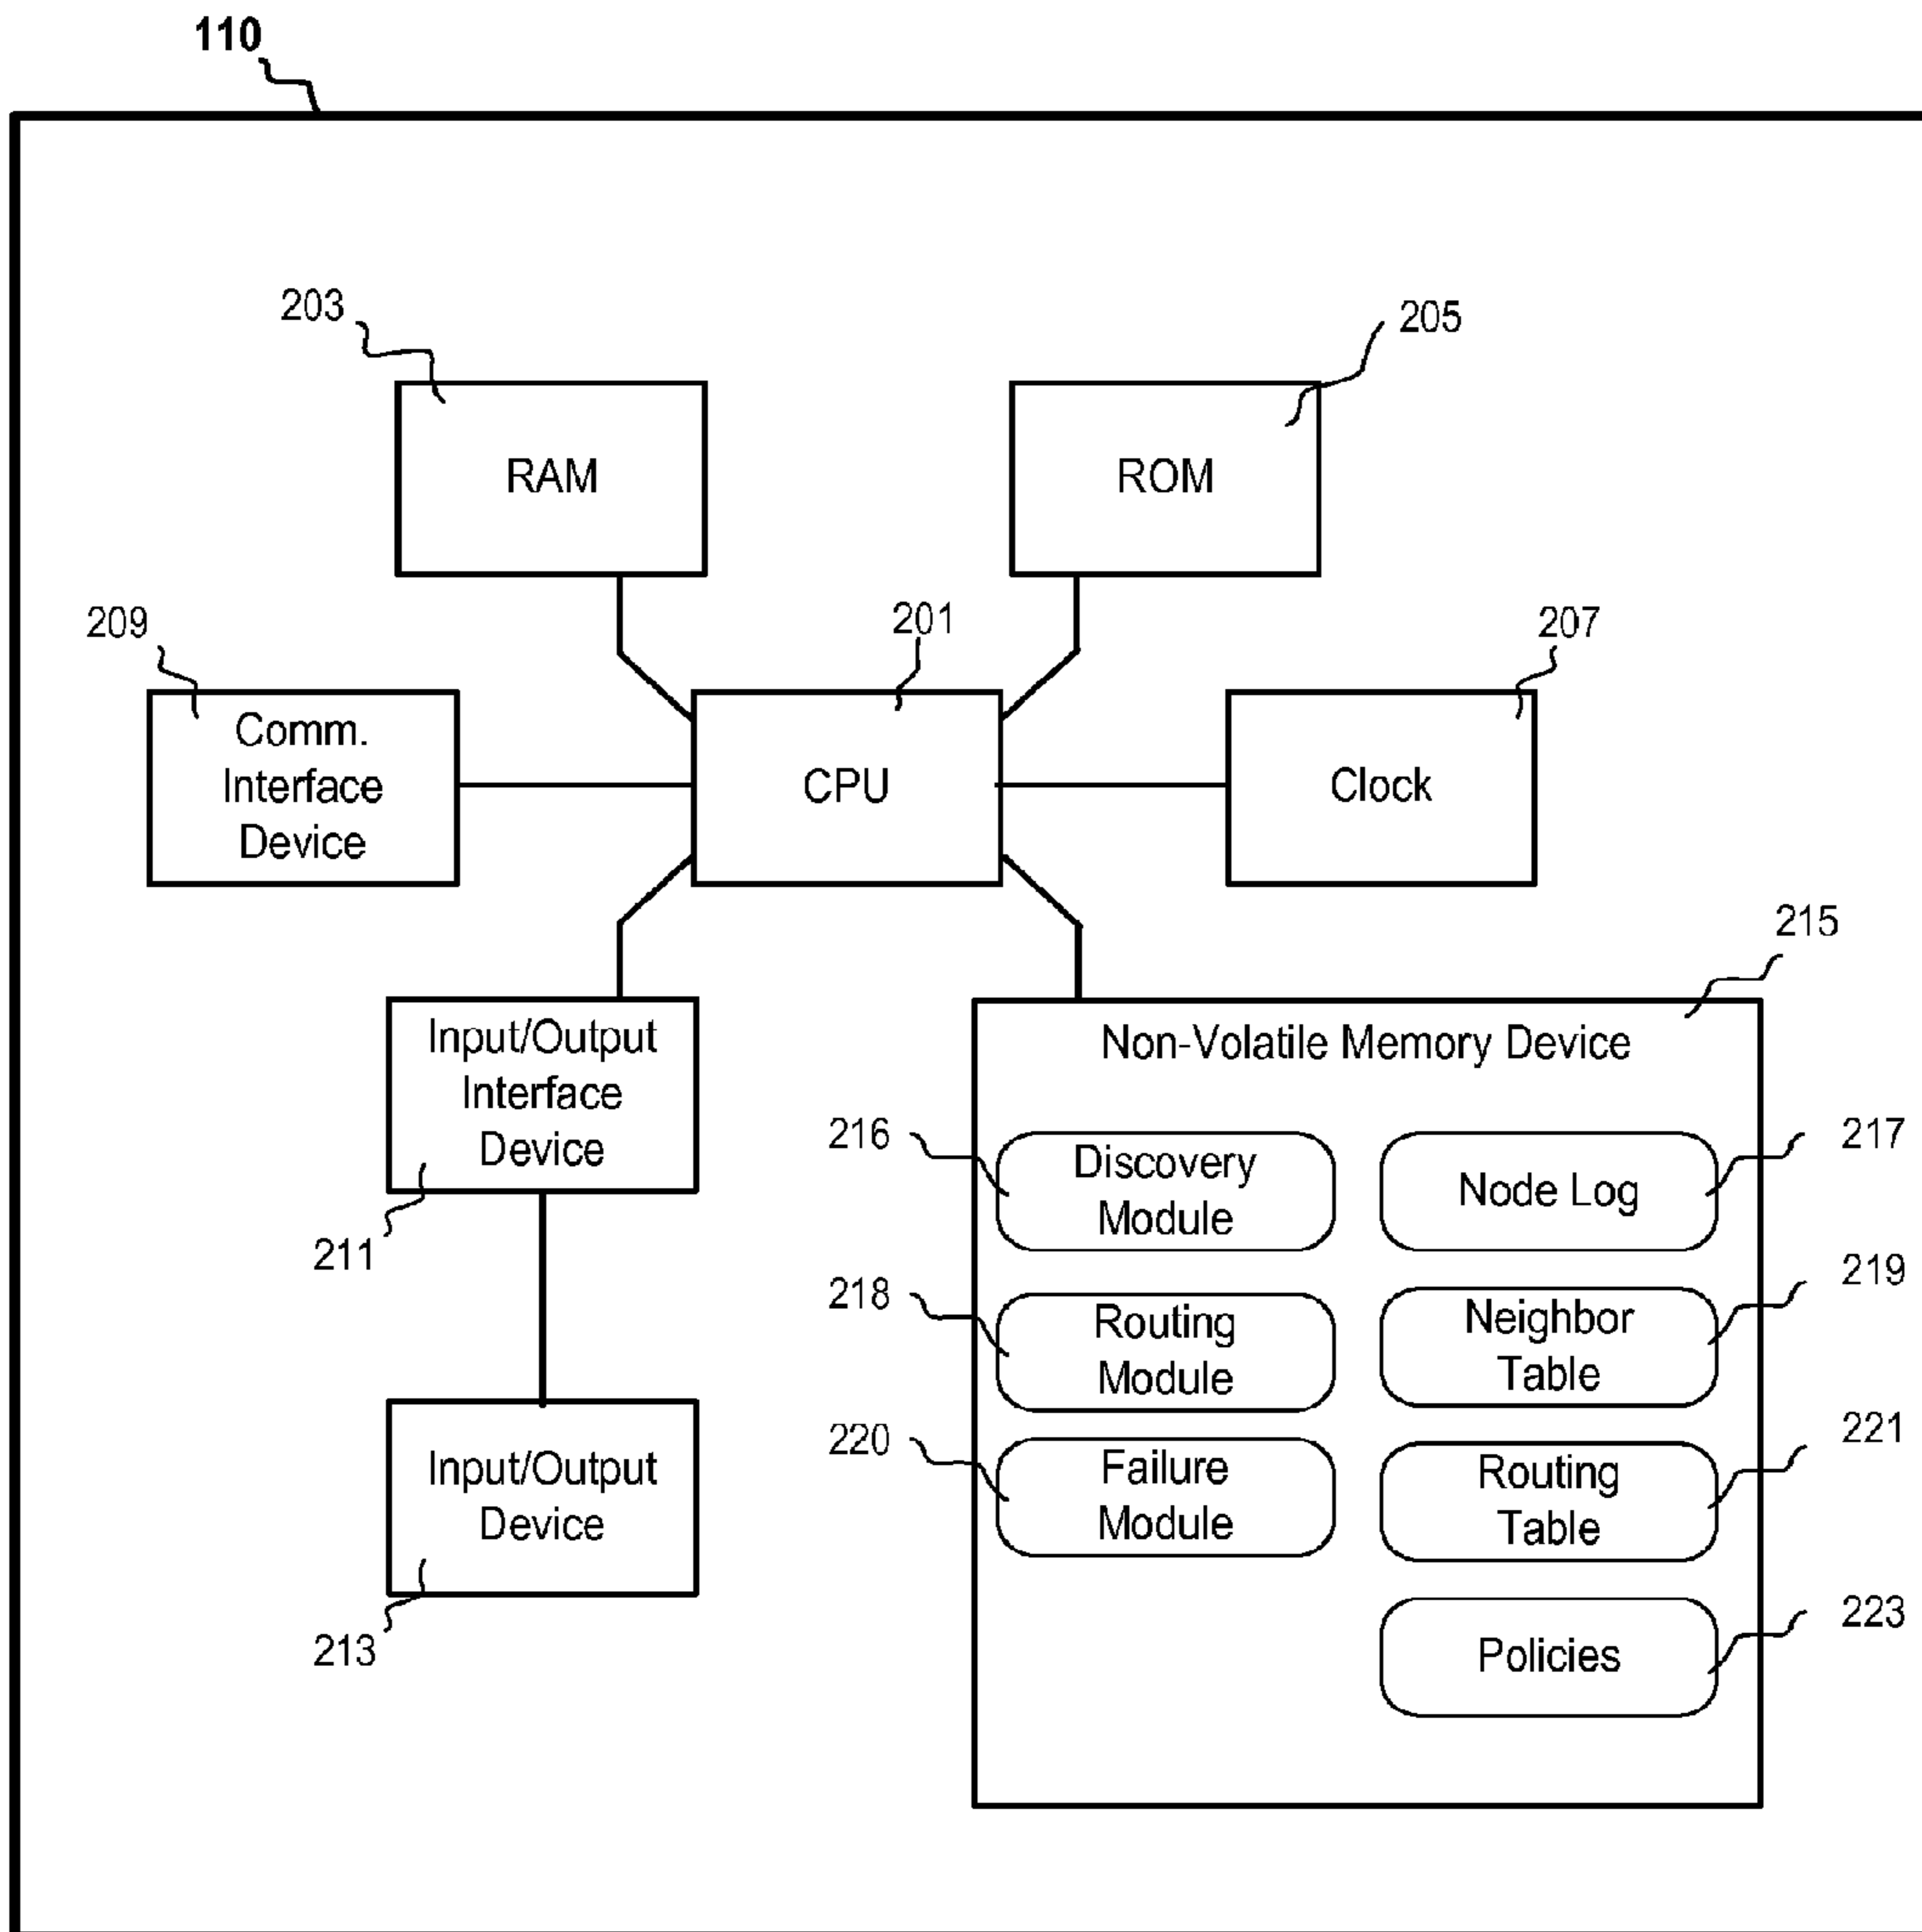 110
203
205
RAM
ROM
209
201
207
Comm.
Interface
Device
CPU
Clock
215
Input/Output
Interface
Device
211
Non-Volatile Memory Device
216
Discovery
Module
Node Log
217
218
Routing
Module
Neighbor
Table
219
220
Failure
Module
Routing
Table
221
Input/Output
Device
213
Policies
223